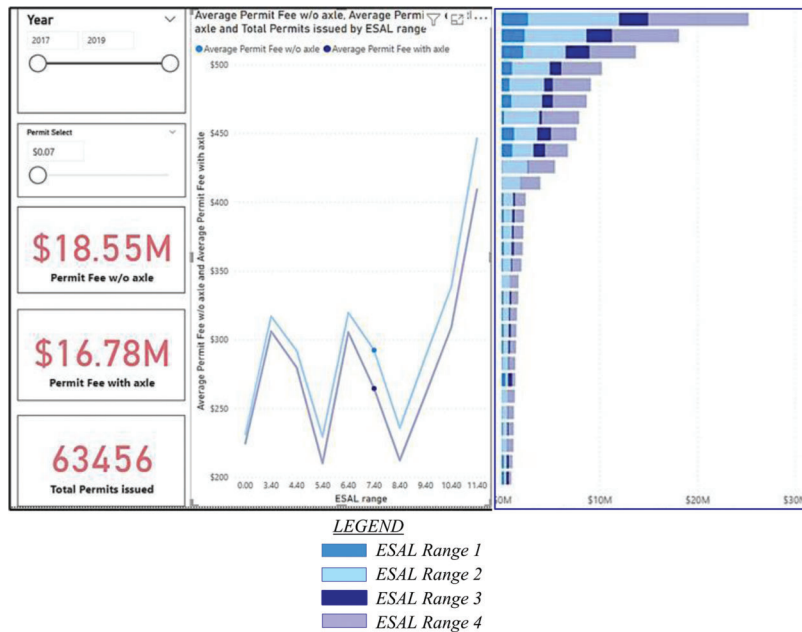 Year
2017 2019
Permit Select
$0.07
$18.55M
Permit Fee w/o axle
$16.78M
Permit Fee with axle
63456
Total Permits issued
Average Permit Fee w/o axle, Average Permi
axle and Total Permits issued by ESAL range
Average Permit Fee w/o axle Average Permit Fee with axle
Average Permit Fee w/o axle and Average Permit Fee with axle
$500
$450
$400
$350
$300
$250
$200
0.00 3.40 4.40 5.40 6.40 7.40 8.40 9.40 10.40 11.40
ESAL range
$0M $10M $20M $30M
LEGEND
ESAL Range 1
ESAL Range 2
ESAL Range 3
ESAL Range 4